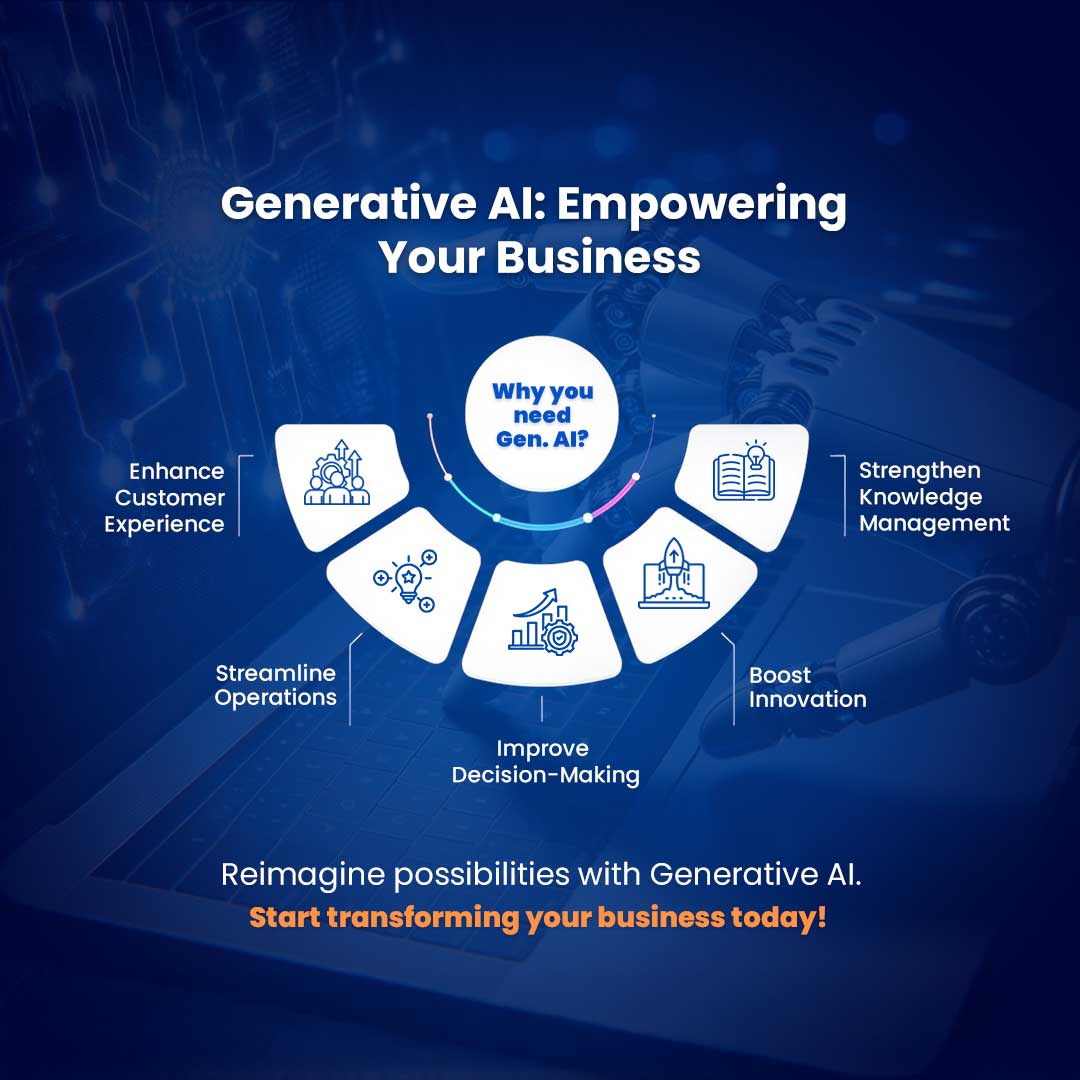 Generative AI: Empowering
Your Business
Why you
need
Gen. AI?
Enhance
Customer
Experience
Streamline
Operations
Improve
Decision-Making
Boost
Innovation
Strengthen
Knowledge
Management
Reimagine possibilities with Generative AI.
Start transforming your business today!